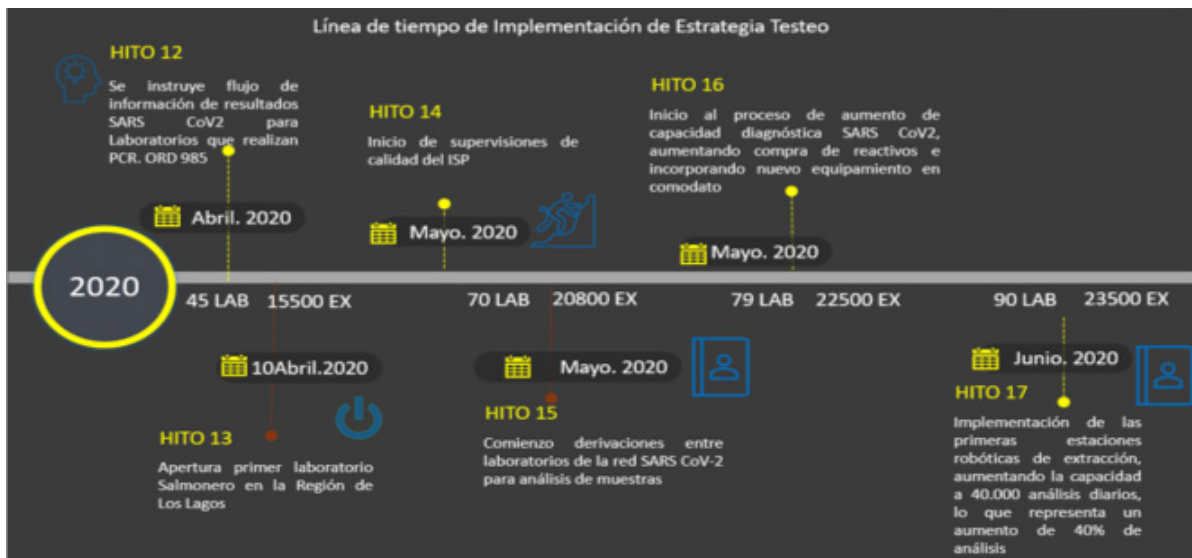 Línea de tiempo de Implementación de Estrategia Testeo
HITO 12
Se instruye flujo de
información de resultados
SARS CoV2 para
Laboratorios que realizan
PCR. ORD 985
Abril. 2020
HITO 14
Inicio de supervisiones de
calidad del ISP
Mayo. 2020
HITO 16
Inicio al proceso de aumento de
capacidad diagnóstica SARS CoV2,
aumentando compra de reactivos e
incorporando nuevo equipamiento en
comodato
Mayo. 2020
2020
45 LAB 15500 EX
70 LAB 20800 EX
79 LAB 22500 EX
90 LAB 23500 EX
10Abril.2020
HITO 13
Apertura primer laboratorio
Salmonero en la Región de
Los Lagos
Mayo. 2020
HITO 15
Comienzo derivaciones entre
laboratorios de la red SARS CoV-2
para análisis de muestras
Junio. 2020
HITO 17
Implementación de las
primeras estaciones
robóticas de extracción,
aumentando la capacidad
a 40.000 análisis diarios,
lo que representa un
aumento de 40% de
análisis